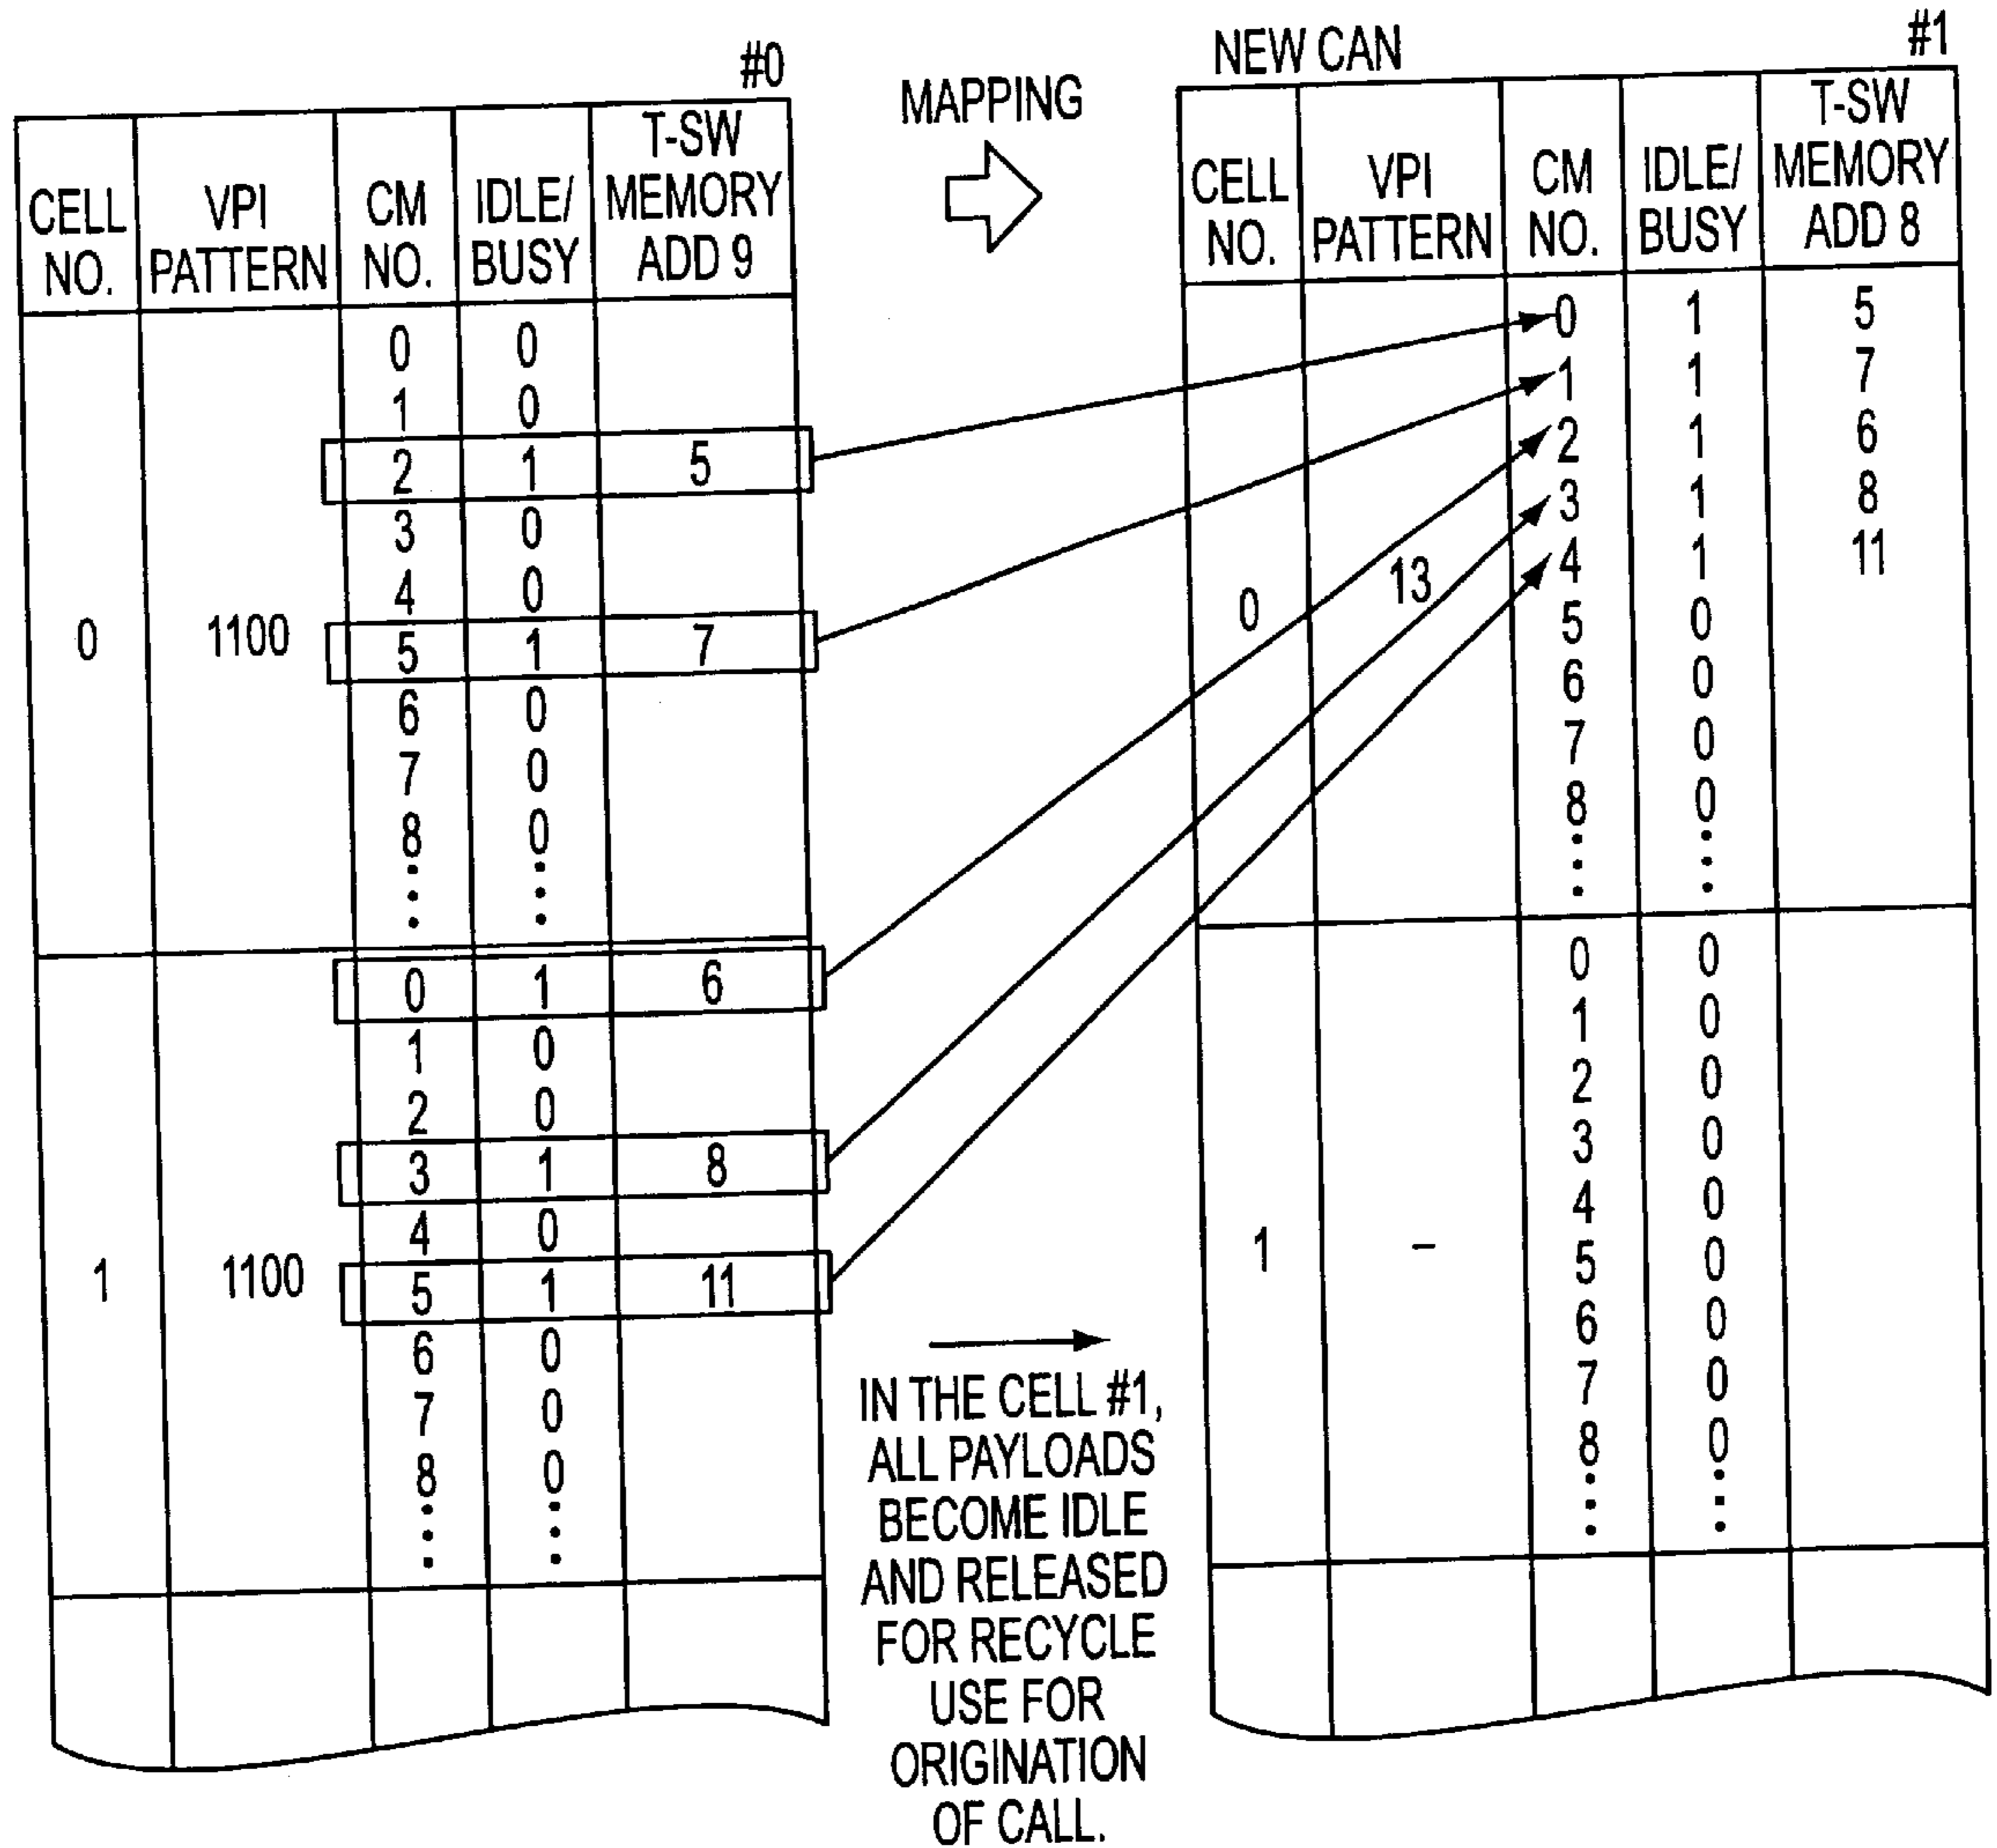 #0
CELL NO.
VPI PATTERN
CM NO.
IDLE/ BUSY
T-SW MEMORY ADD 9
0 0
1 0
2 1 5
3 0
4 0
0 1100
5 1 7
6 0
7 0
8 0
0 1 6
1 0
2 0
3 1 8
4 0
1 1100
5 1 11
6 0
7 0
8 0
MAPPING
IN THE CELL #1,
ALL PAYLOADS
BECOME IDLE
AND RELEASED
FOR RECYCLE
USE FOR
ORIGINATION
OF CALL.
NEW CAN
#1
CELL NO.
VPI PATTERN
CM NO.
IDLE/ BUSY
T-SW MEMORY ADD 8
0 1 5
1 1 7
2 1 6
3 1 8
4 1 11
0 13
5 0
6 0
7 0
8 0
0 0
1 0
2 0
3 0
4 0
1 –
5 0
6 0
7 0
8 0